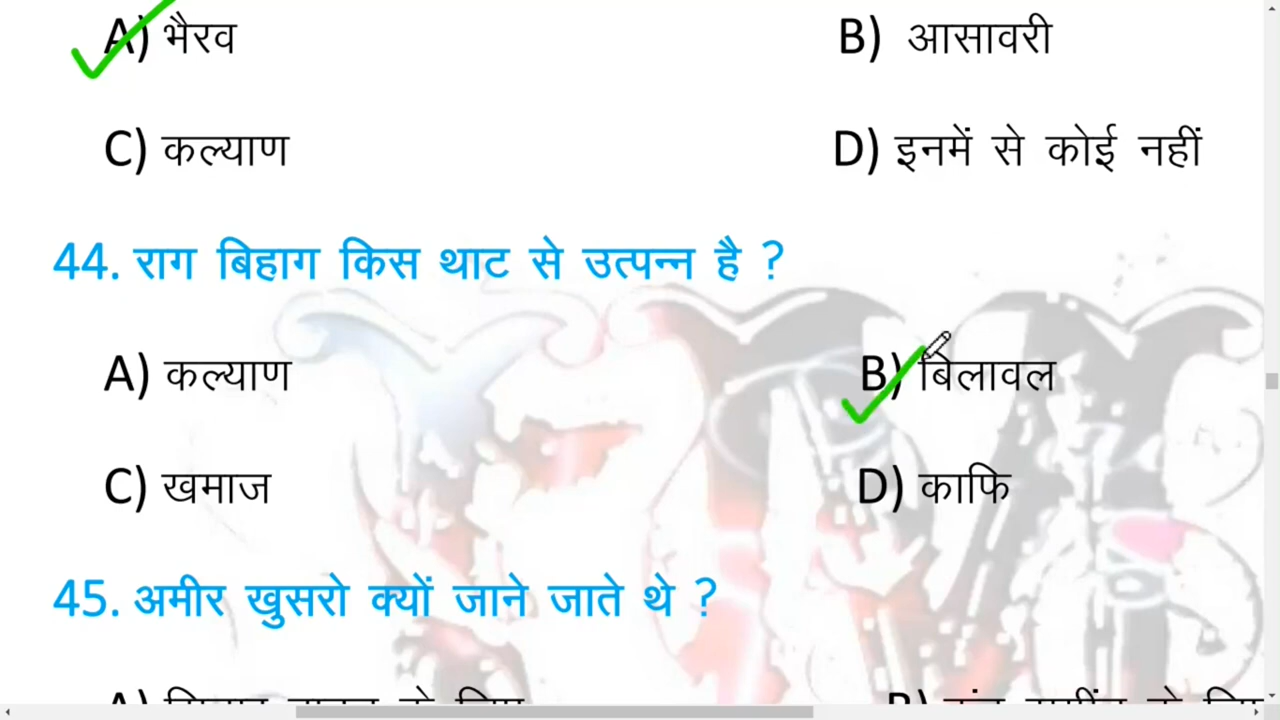 A) भैरव B) आसावरी
C) कल्याण D) इनमें से कोई नहीं
44. राग बिहाग किस थाट से उत्पन्न है ?
A) कल्याण B) बिलावल
C) खमाज D) काफि
45. अमीर खुसरो क्यों जाने जाते थे ?
A) B)